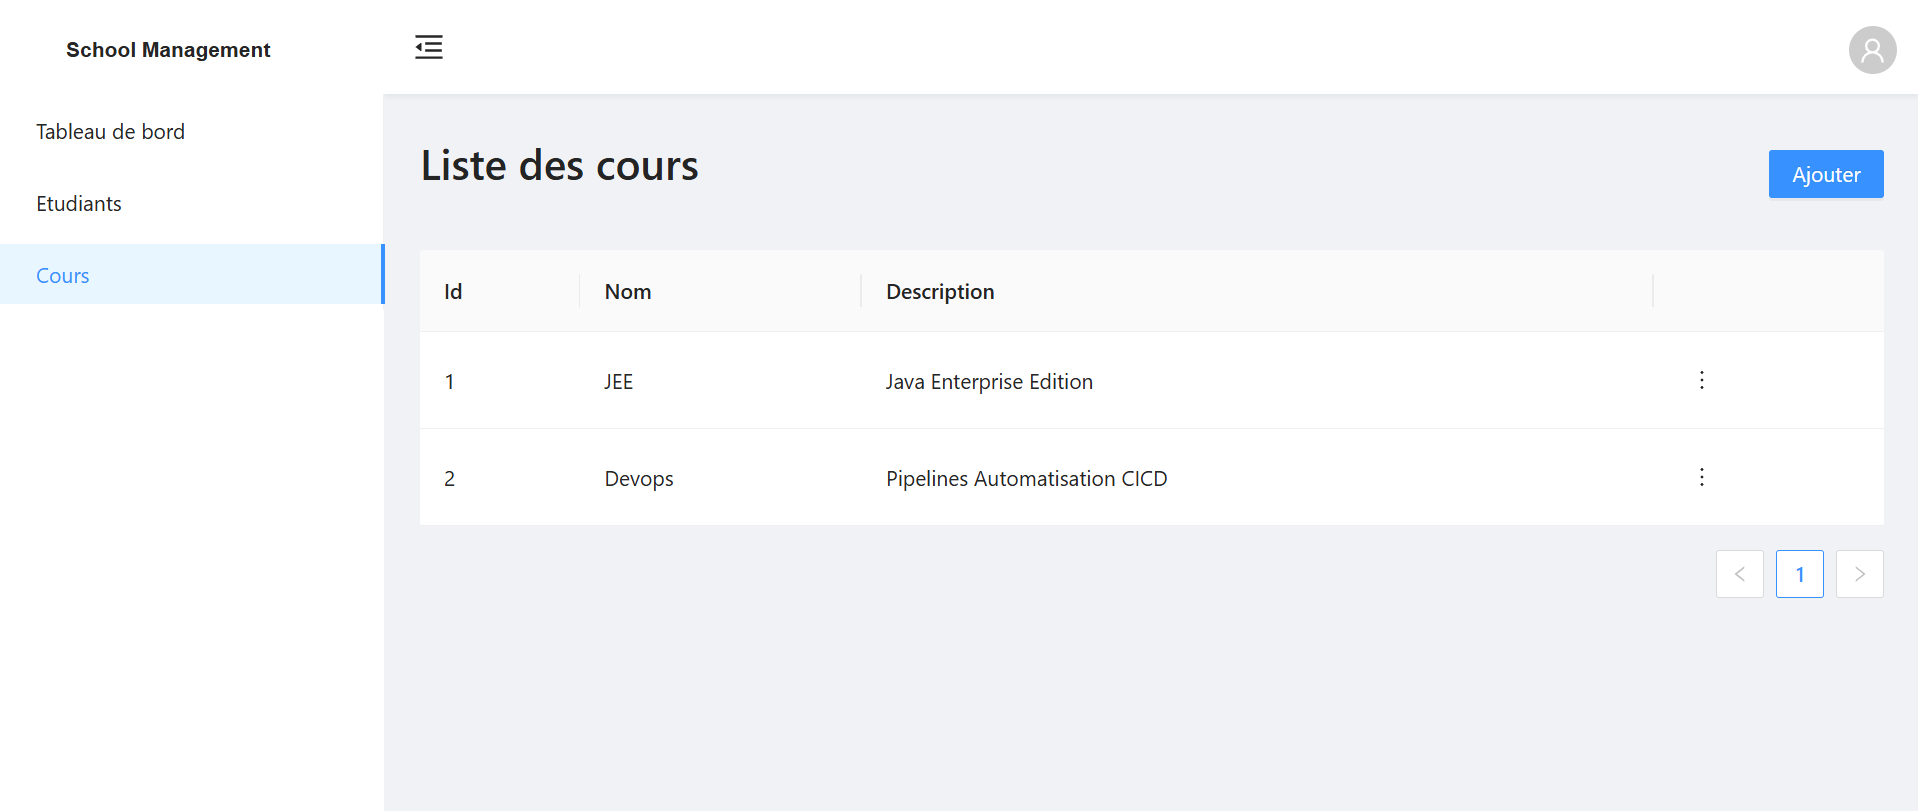 School Management
Tableau de bord
Etudiants
Cours
Liste des cours
Ajouter
Id Nom Description
1 JEE Java Enterprise Edition
2 Devops Pipelines Automatisation CICD
1